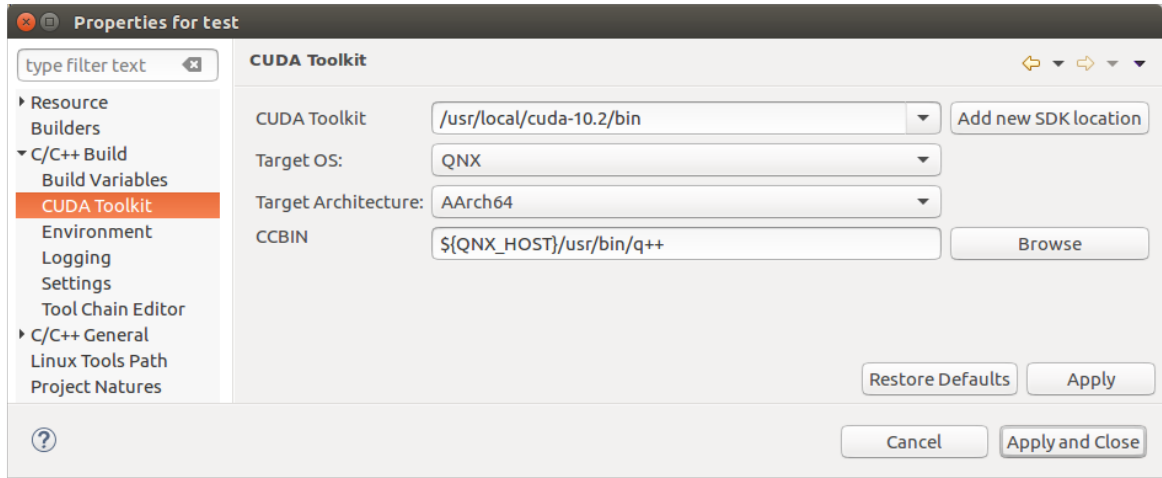 Properties for test
type filter text
CUDA Toolkit
Resource
Builders
C/C++ Build
Build Variables
CUDA Toolkit
Environment
Logging
Settings
Tool Chain Editor
C/C++ General
Linux Tools Path
Project Natures
CUDA Toolkit /usr/local/cuda-10.2/bin Add new SDK location
Target OS: QNX
Target Architecture: AArch64
CCBIN ${QNX_HOST}/usr/bin/q++ Browse
Restore Defaults Apply
? Cancel Apply and Close